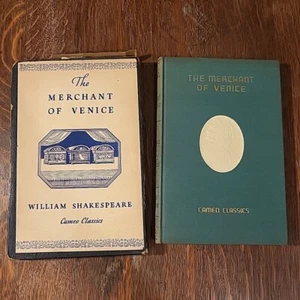 The
MERCHANT
OF VENICE
WILLIAM SHAKESPEARE
Cameo Classics
THE MERCHANT
OF VENICE
CAMEO CLASSICS